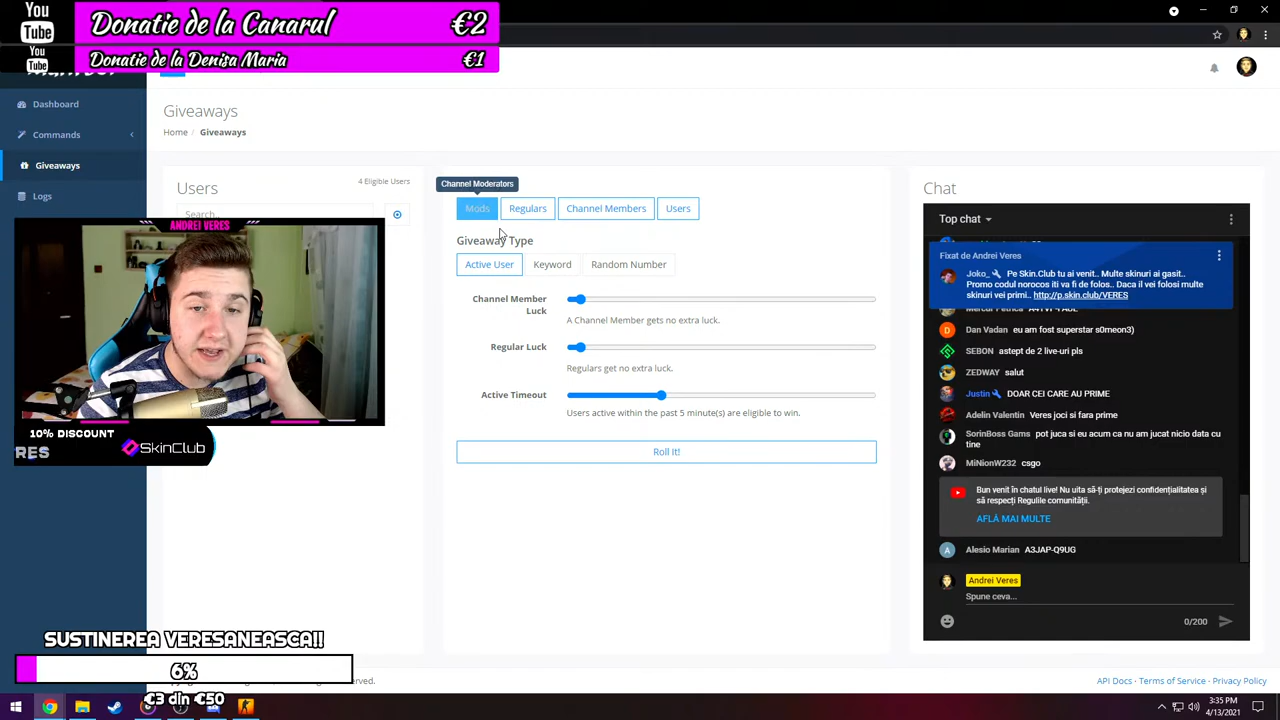 You
Tube
Donatie de la Canarul
€2
You
Tube
Donatie de la Denisa Maria
€1
Dashboard
Commands
Giveaways
Logs
Giveaways
Home / Giveaways
Users
4 Eligible Users
Search..
Channel Moderators
Mods
Regulars
Channel Members
Users
Giveaway Type
Active User
Keyword
Random Number
Channel Member
Luck
A Channel Member gets no extra luck.
Regular Luck
Regulars get no extra luck.
Active Timeout
Users active within the past 5 minute(s) are eligible to win.
Roll It!
Chat
Top chat
Fixat de Andrei Veres
Joko_ Pe Skin.Club tu ai venit.. Multe skinuri ai gasit..
Promo codul norocos iti va fi de folos.. Daca il vei folosi multe
skinuri vei primi.. http://p.skin.club/VERES
Dan Vadan eu am fost superstar s0meon3)
SEBON astept de 2 live-uri pls
ZEDWAY salut
Justin DOAR CEI CARE AU PRIME
Adelin Valentin Veres joci si fara prime
SorinBoss Gams pot juca si eu acum ca nu am jucat nicio data cu
tine
MiNionW232 csgo
Bun venit în chatul live! Nu uita să-ți protejezi confidențialitatea și
să respecți Regulile comunității.
AFLĂ MAI MULTE
Alesio Marian A3JAP-Q9UG
Andrei Veres
Spune ceva...
0/200
ANDREI VERES
10% DISCOUNT
RES
SKINCLUB
SUSTINEREA VERESANEASCA!!
6%
€3 din €50
rved.
API Docs · Terms of Service · Privacy Policy
3:35 PM
4/13/2021